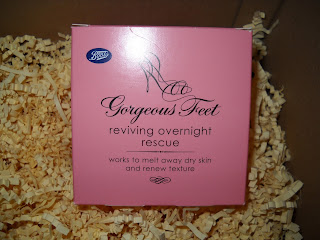 Boots
Gorgeous Feet
reviving overnight
rescue
works to melt away dry skin
and renew texture